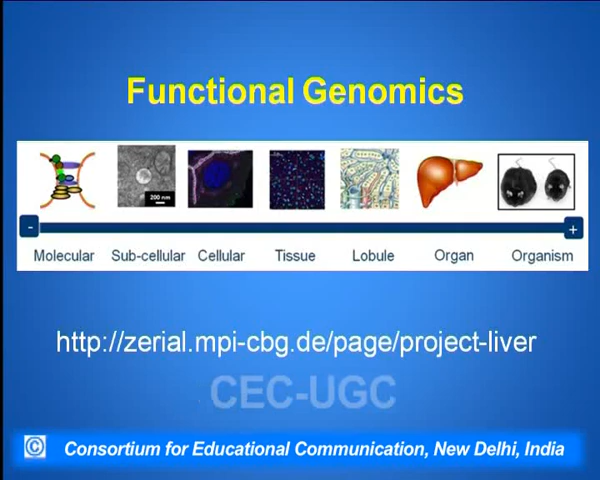 Functional Genomics
200 nm
- +
Molecular Sub-cellular Cellular Tissue Lobule Organ Organism
http://zerial.mpi-cbg.de/page/project-liver
CEC-UGC
© Consortium for Educational Communication, New Delhi, India